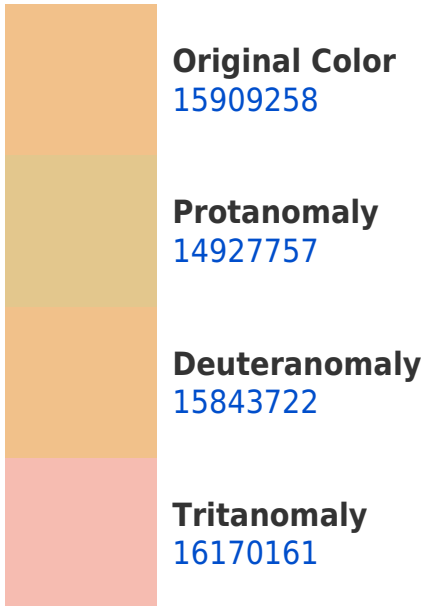 Original Color
15909258
Protanomaly
14927757
Deuteranomaly
15843722
Tritanomaly
16170161